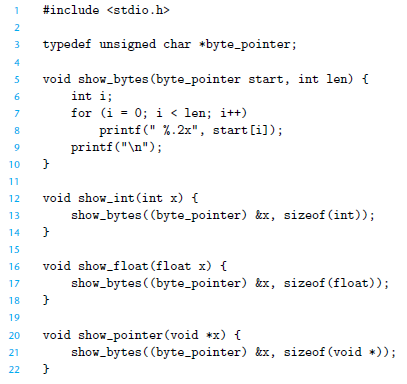 1 #include <stdio.h>
2
3 typedef unsigned char *byte_pointer;
4
5 void show_bytes(byte_pointer start, int len) {
6     int i;
7     for (i = 0; i < len; i++)
8         printf(" %.2x", start[i]);
9     printf("\n");
10 }
11
12 void show_int(int x) {
13     show_bytes((byte_pointer) &x, sizeof(int));
14 }
15
16 void show_float(float x) {
17     show_bytes((byte_pointer) &x, sizeof(float));
18 }
19
20 void show_pointer(void *x) {
21     show_bytes((byte_pointer) &x, sizeof(void *));
22 }